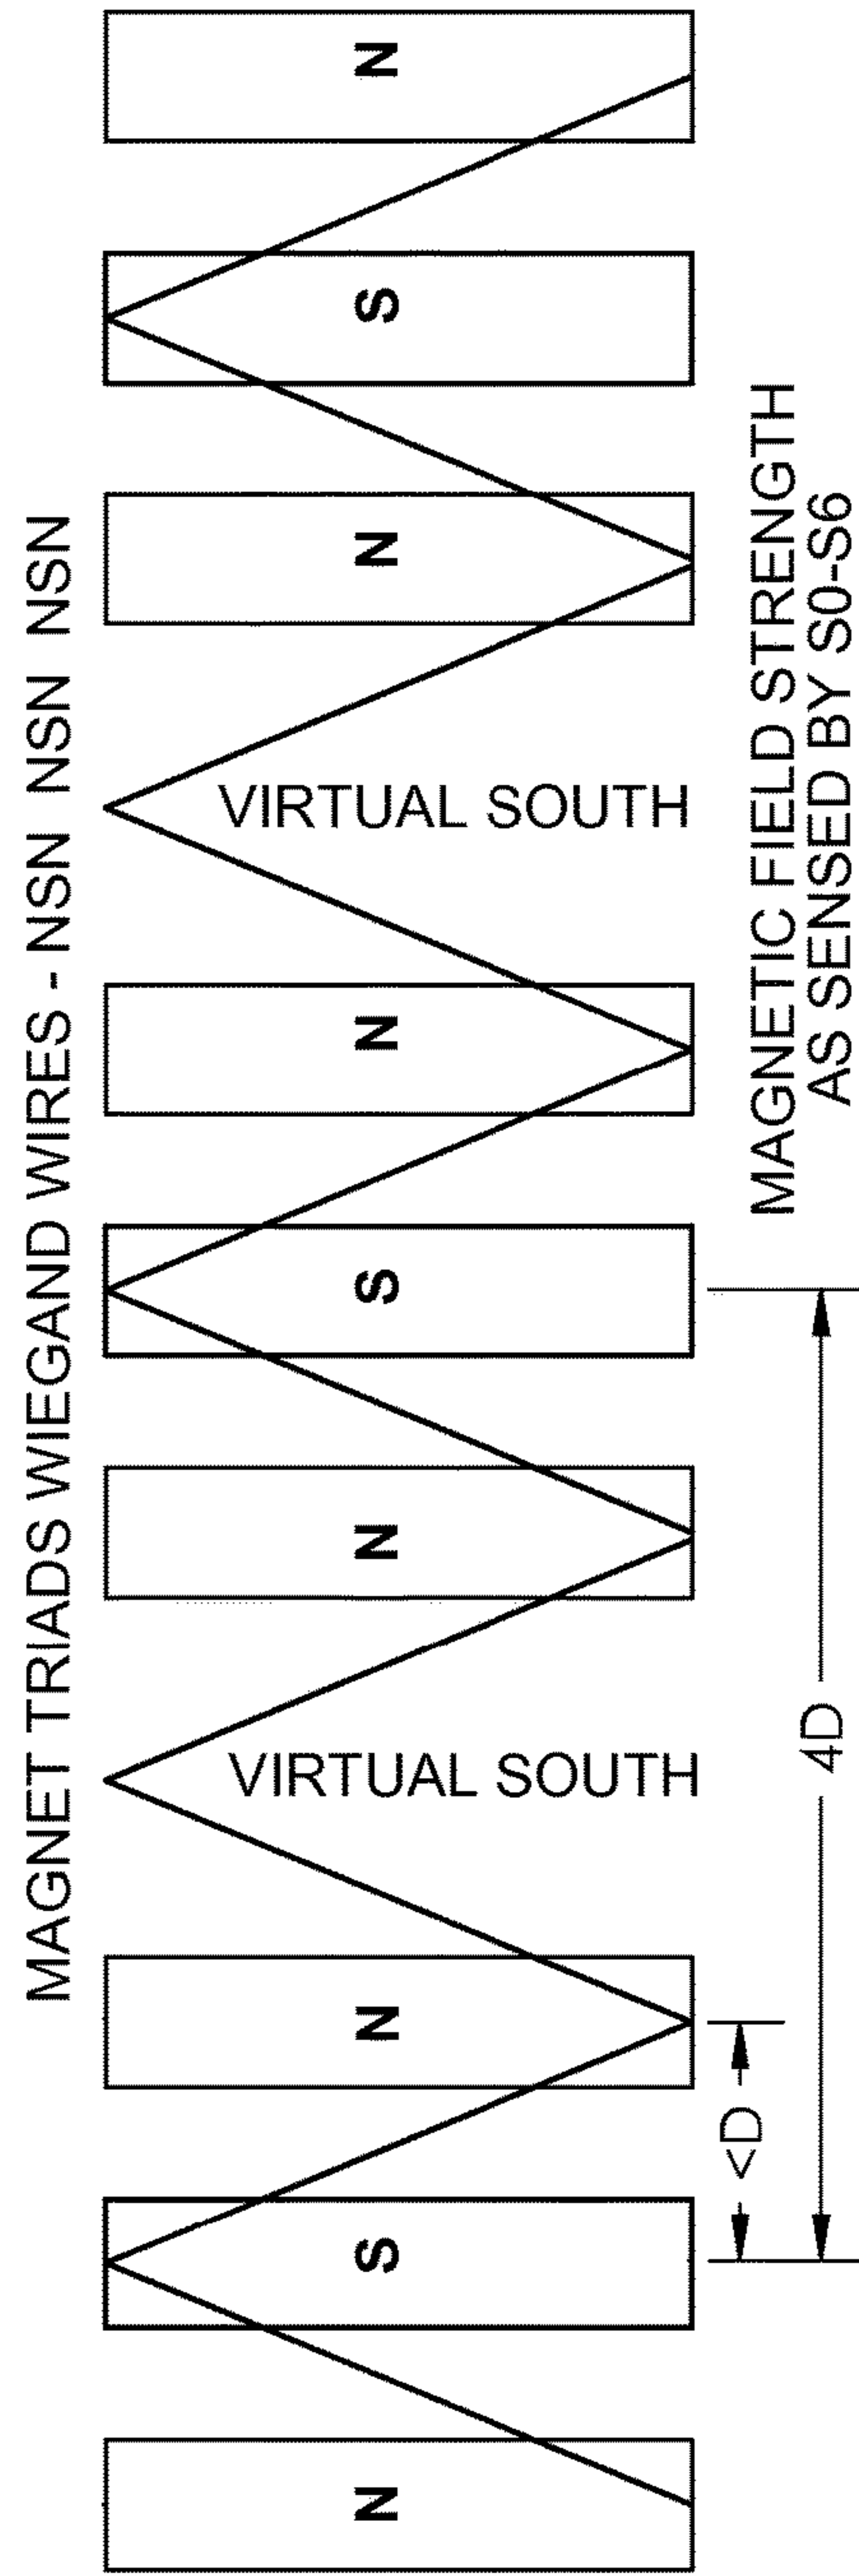 MAGNET TRIADS WIEGAND WIRES - NSN NSN NSN NSN
N
S
N
VIRTUAL SOUTH
N
S
N
VIRTUAL SOUTH
N
S
N
<D
4D
MAGNETIC FIELD STRENGTH
AS SENSED BY S0-S6